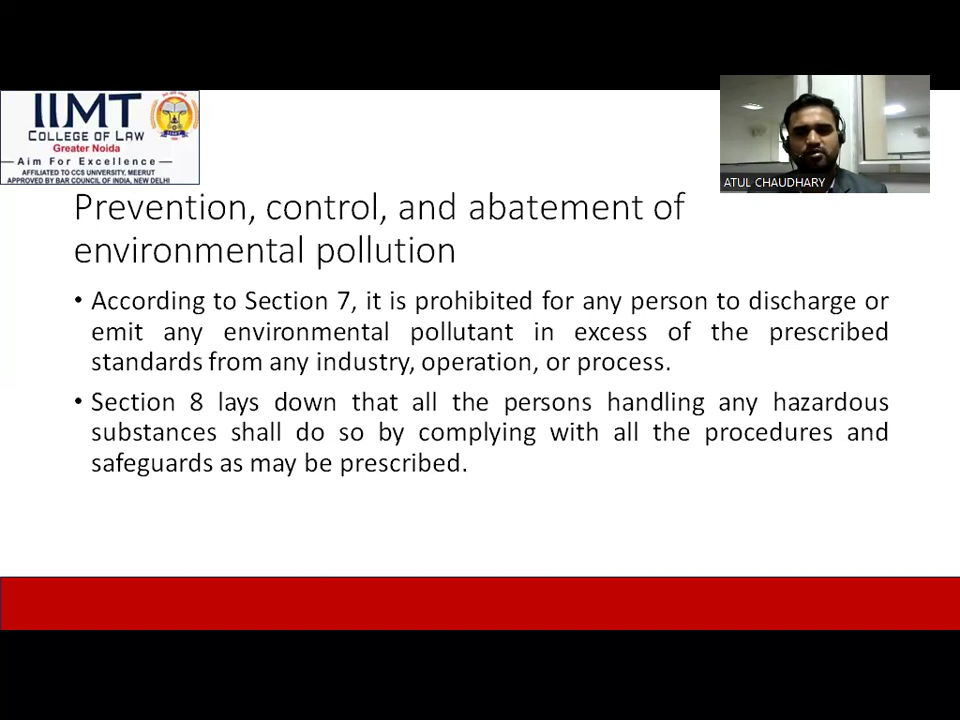 IIMT
COLLEGE OF LAW
Greater Noida
Aim For Excellence
AFFILIATED TO CCS UNIVERSITY, MEERUT
APPROVED BY BAR COUNCIL OF INDIA, NEW DELHI
ATUL CHAUDHARY
Prevention, control, and abatement of
environmental pollution
• According to Section 7, it is prohibited for any person to discharge or
emit any environmental pollutant in excess of the prescribed
standards from any industry, operation, or process.
• Section 8 lays down that all the persons handling any hazardous
substances shall do so by complying with all the procedures and
safeguards as may be prescribed.